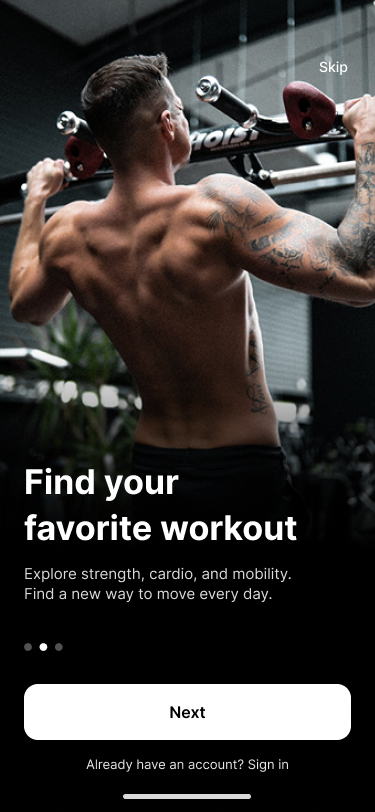 Skip
HOIST
Find your
favorite workout
Explore strength, cardio, and mobility.
Find a new way to move every day.
Next
Already have an account? Sign in